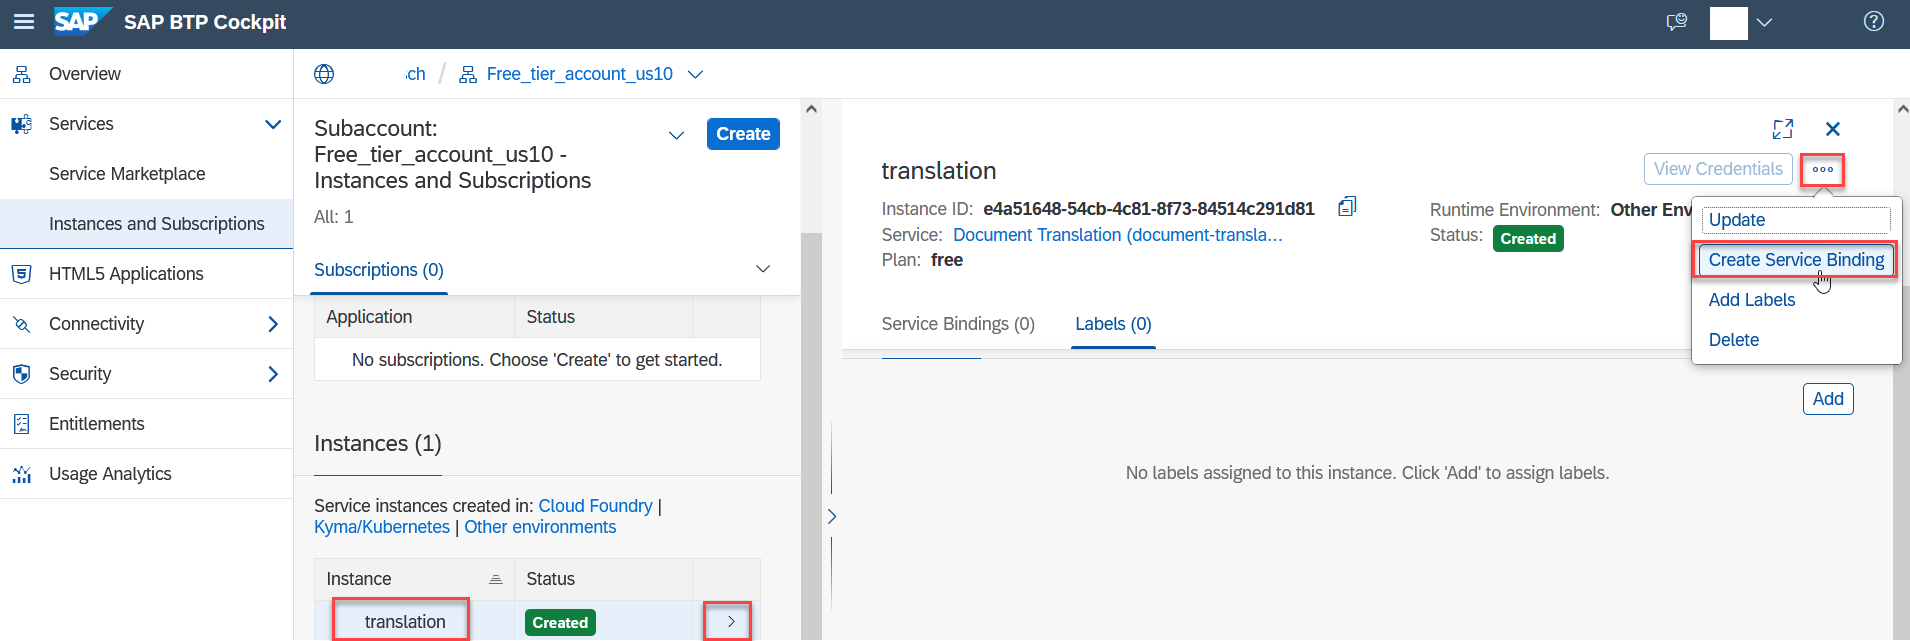 SAP SAP BTP Cockpit
Overview
Services
Service Marketplace
Instances and Subscriptions
HTML5 Applications
Connectivity
Security
Entitlements
Usage Analytics
Free_tier_account_us10
Subaccount:
Free_tier_account_us10 -
Instances and Subscriptions
Create
All: 1
Subscriptions (0)
Application Status
No subscriptions. Choose 'Create' to get started.
Instances (1)
Service instances created in: Cloud Foundry |
Kyma/Kubernetes | Other environments
Instance Status
translation Created
translation
View Credentials
Instance ID: e4a51648-54cb-4c81-8f73-84514c291d81
Service: Document Translation (document-transla...
Plan: free
Runtime Environment: Other Env
Status: Created
Update
Create Service Binding
Add Labels
Delete
Service Bindings (0) Labels (0)
Add
No labels assigned to this instance. Click 'Add' to assign labels.